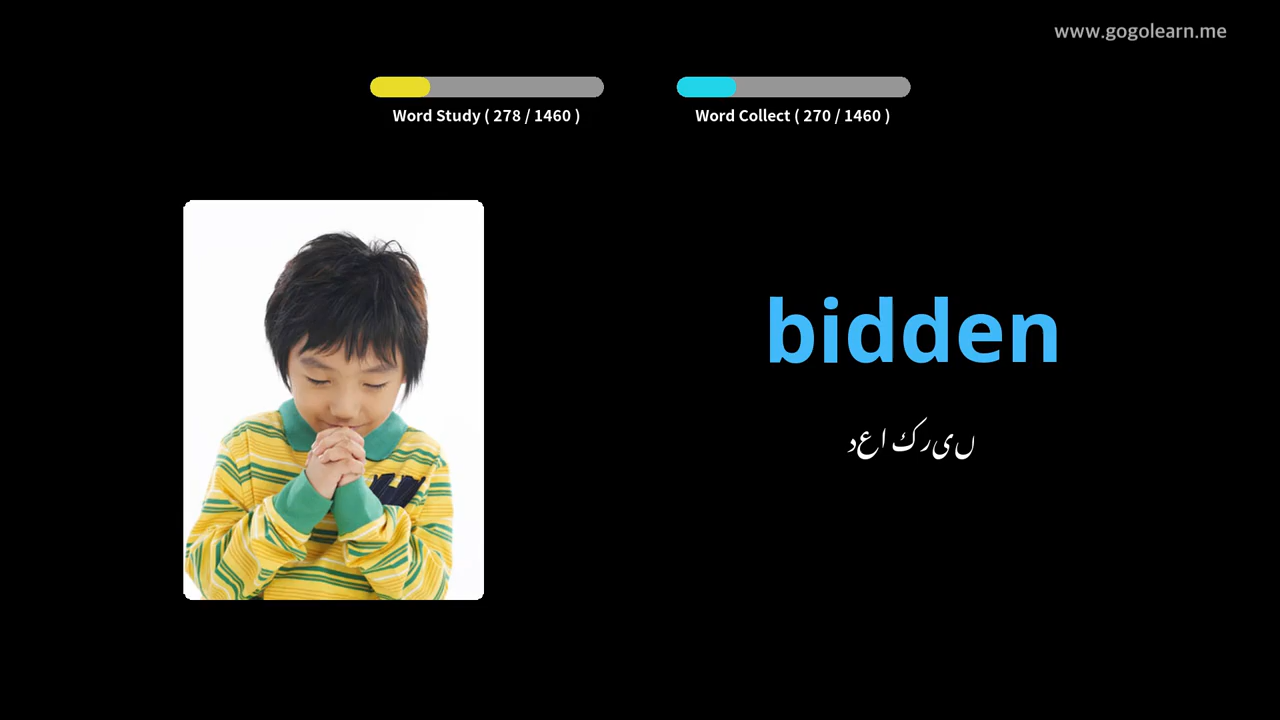 www.gogolearn.me
Word Study ( 278 / 1460 )
Word Collect ( 270 / 1460 )
bidden
دعا کریں